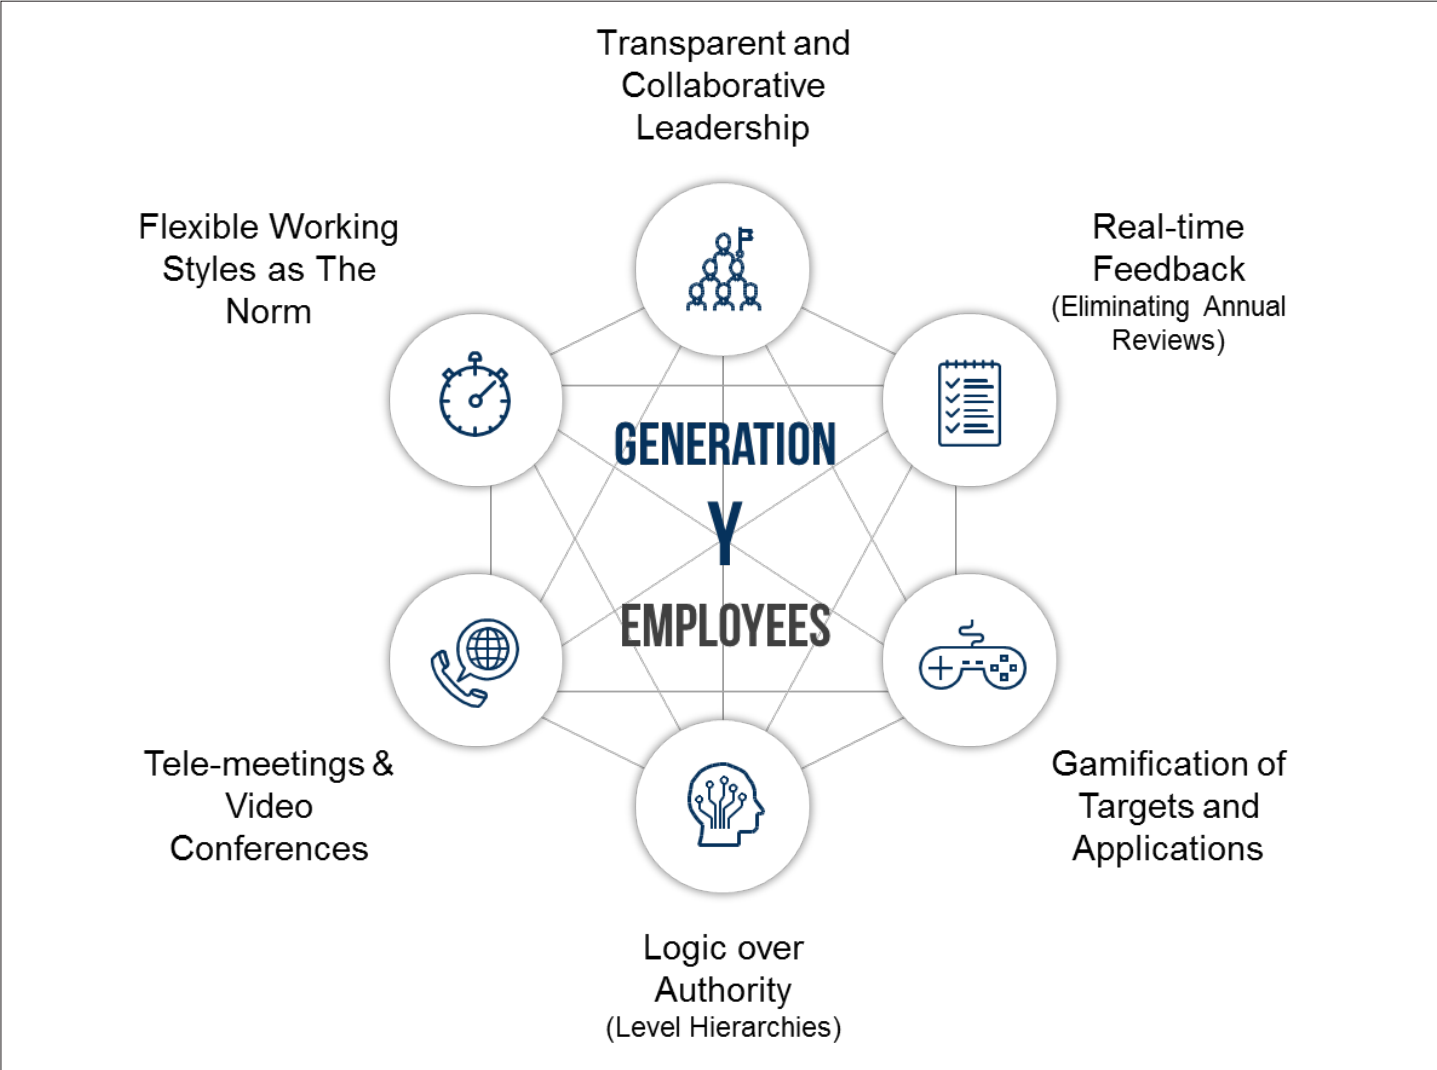 Transparent and
Collaborative
Leadership
Flexible Working
Styles as The
Norm
Real-time
Feedback
(Eliminating Annual
Reviews)
GENERATION
Y
EMPLOYEES
Tele-meetings &
Video
Conferences
Gamification of
Targets and
Applications
Logic over
Authority
(Level Hierarchies)